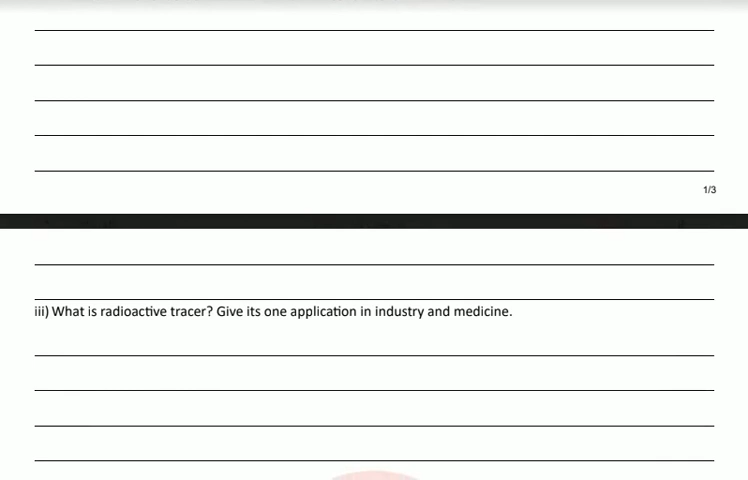 1/3
iii) What is radioactive tracer? Give its one application in industry and medicine.